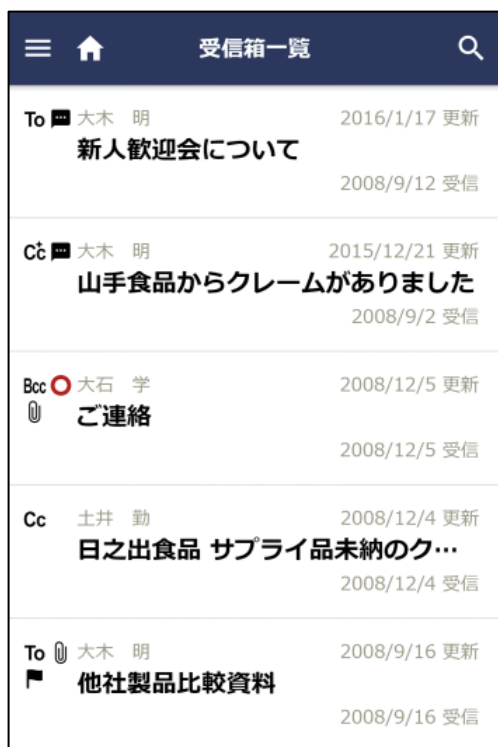 受信箱一覧
To 大木 明 2016/1/17 更新
新人歓迎会について
2008/9/12 受信
Cc 大木 明 2015/12/21 更新
山手食品からクレームがありました
2008/9/2 受信
Bcc 大石 学 2008/12/5 更新
ご連絡
2008/12/5 受信
Cc 土井 勤 2008/12/4 更新
日之出食品 サプライ品未納のク…
2008/12/4 受信
To 大木 明 2008/9/16 更新
他社製品比較資料
2008/9/16 受信